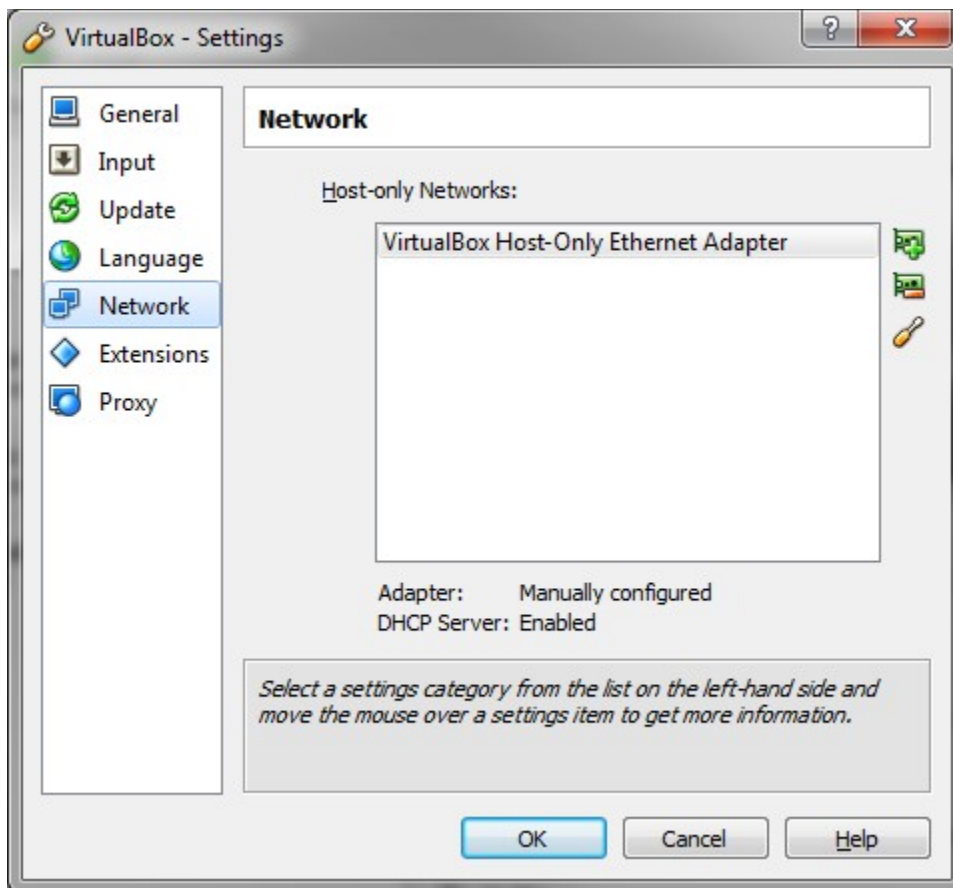 VirtualBox - Settings
General
Input
Update
Language
Network
Extensions
Proxy
Network
Host-only Networks:
VirtualBox Host-Only Ethernet Adapter
Adapter: Manually configured
DHCP Server: Enabled
Select a settings category from the list on the left-hand side and
move the mouse over a settings item to get more information.
OK Cancel Help